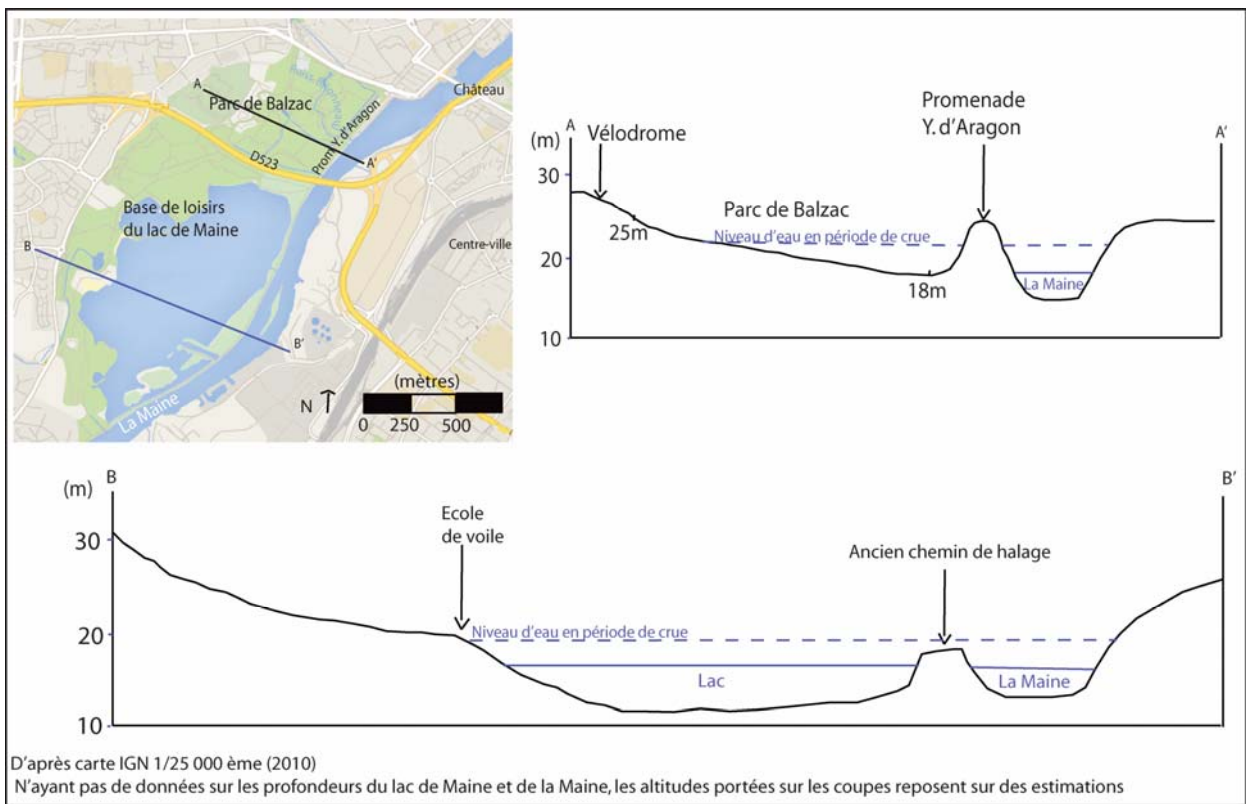 A
Parc de Balzac
Château
Prom. Y. d'Aragon
A'
D523
Base de loisirs
du lac de Maine
B
Centre-ville
B'
(mètres)
N
La Maine
0 250 500
A
(m)
Vélodrome
Promenade
Y. d'Aragon
A'
30
25m
Parc de Balzac
Niveau d'eau en période de crue
20
18m
La Maine
10
B
(m)
B'
Ecole
de voile
Ancien chemin de halage
30
20
Niveau d'eau en période de crue
Lac
La Maine
10
D'après carte IGN 1/25 000 ème (2010)
N'ayant pas de données sur les profondeurs du lac de Maine et de la Maine, les altitudes portées sur les coupes reposent sur des estimations